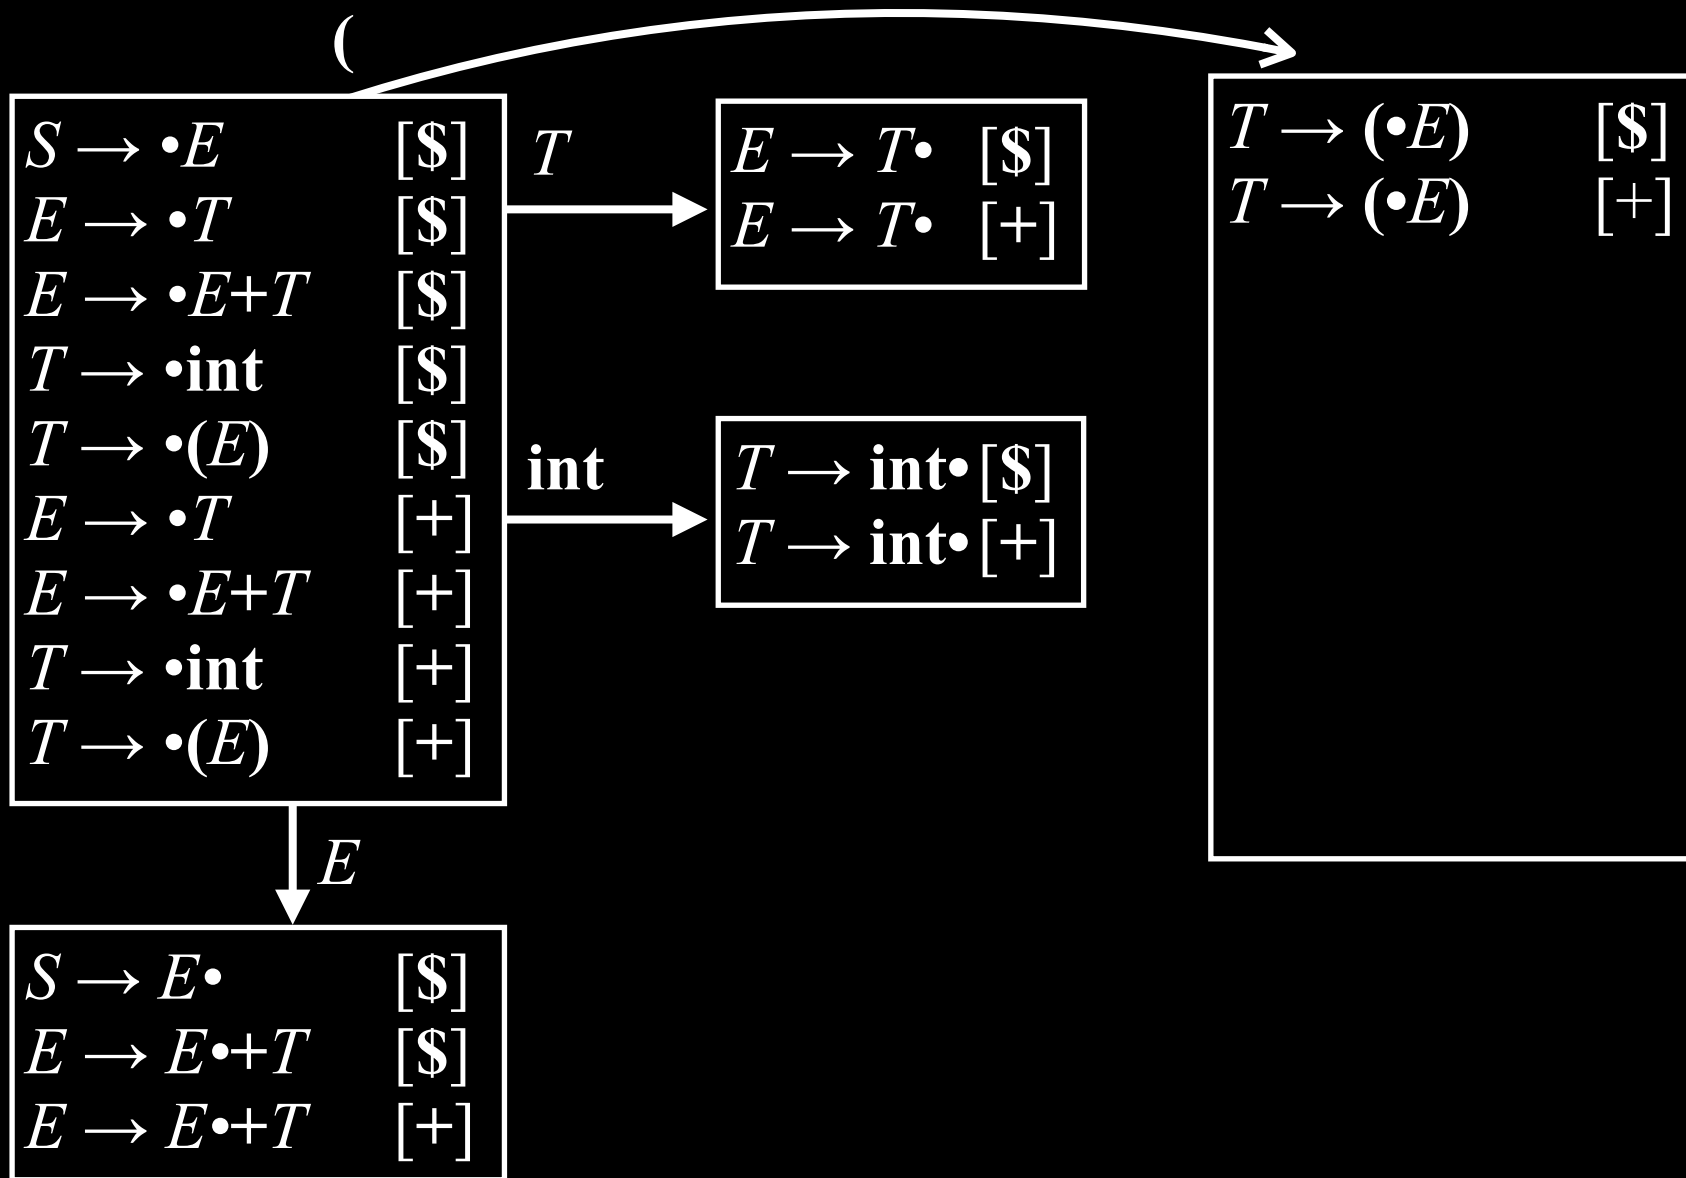 (
S → •E [$]
E → •T [$]
E → •E+T [$]
T → •int [$]
T → •(E) [$]
E → •T [+]
E → •E+T [+]
T → •int [+]
T → •(E) [+]
T
E → T• [$]
E → T• [+]
int
T → int• [$]
T → int• [+]
T → (•E) [$]
T → (•E) [+]
E
S → E• [$]
E → E•+T [$]
E → E•+T [+]